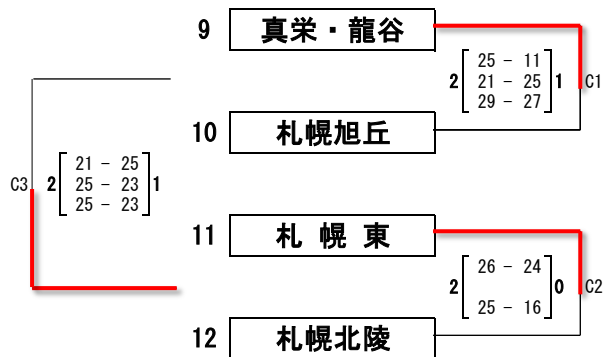 9 真栄・龍谷
2 25 - 11 1 C1
21 - 25
29 - 27
10 札幌旭丘
C3 2 21 - 25 1
25 - 23
25 - 23
11 札幌東
2 26 - 24 0 C2
25 - 16
12 札幌北陵